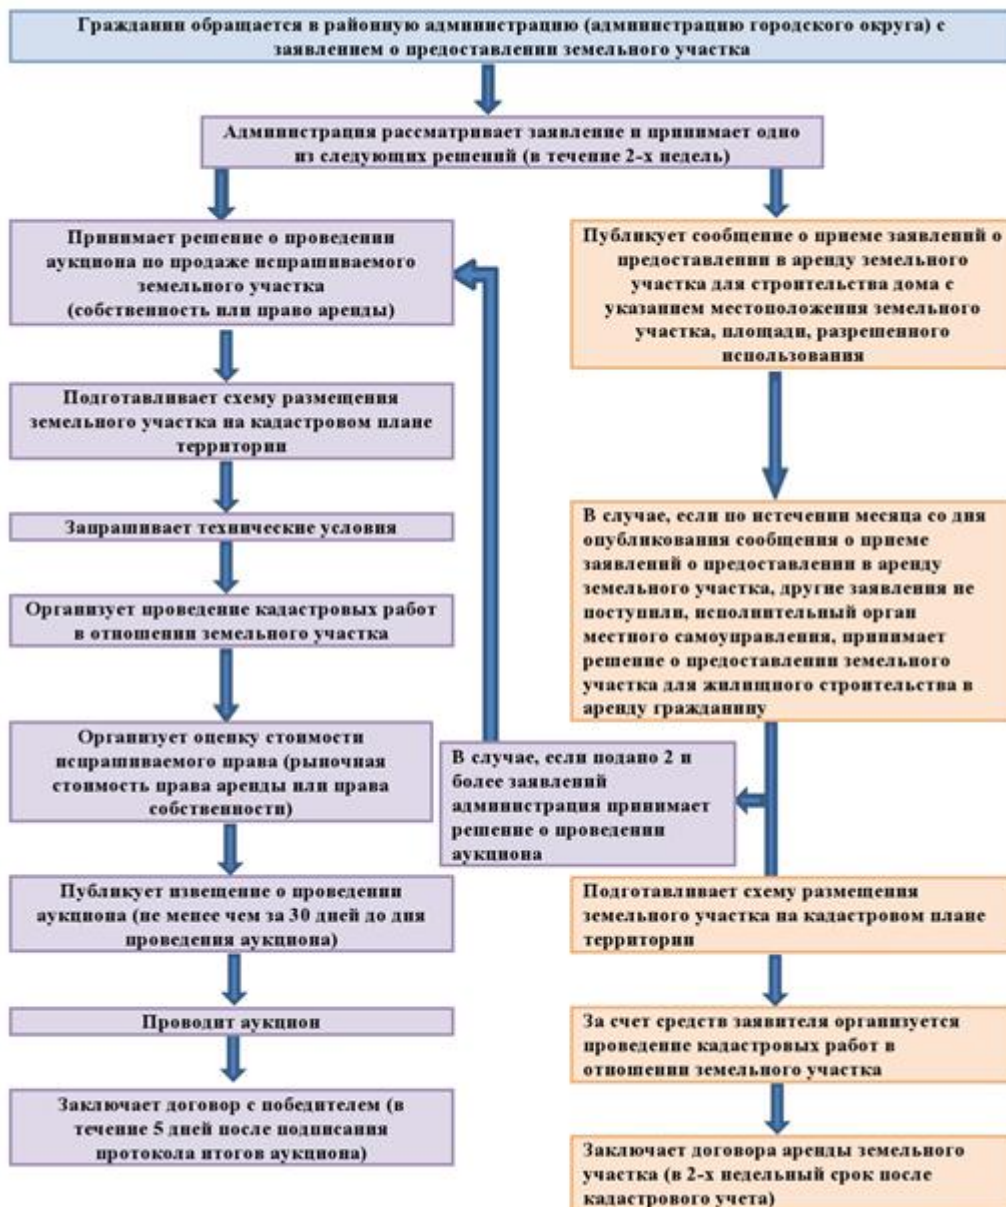 Гражданин обращается в районную администрацию (администрацию городского округа) с
заявлением о предоставлении земельного участка
Администрация рассматривает заявление и принимает одно
из следующих решений (в течение 2-х недель)
Принимает решение о проведении
аукциона по продаже испрашиваемого
земельного участка
(собственность или право аренды)
Подготавливает схему размещения
земельного участка на кадастровом плане
территории
Запрашивает технические условия
Организует проведение кадастровых работ
в отношении земельного участка
Организует оценку стоимости
испрашиваемого права (рыночная
стоимость права аренды или права
собственности)
Публикует извещение о проведении
аукциона (не менее чем за 30 дней до дня
проведения аукциона)
Проводит аукцион
Заключает договор с победителем (в
течение 5 дней после подписания
протокола итогов аукциона)
В случае, если подано 2 и
более заявлений
администрация принимает
решение о проведении
аукциона
Публикует сообщение о приеме заявлений о
предоставлении в аренду земельного
участка для строительства дома с
указанием местоположения земельного
участка, площади, разрешенного
использования
В случае, если по истечении месяца со дня
опубликования сообщения о приеме
заявлений о предоставлении в аренду
земельного участка, другие заявления не
поступили, исполнительный орган
местного самоуправления, принимает
решение о предоставлении земельного
участка для жилищного строительства в
аренду гражданину
Подготавливает схему размещения
земельного участка на кадастровом плане
территории
За счет средств заявителя организуется
проведение кадастровых работ в
отношении земельного участка
Заключает договора аренды земельного
участка (в 2-х недельный срок после
кадастрового учета)